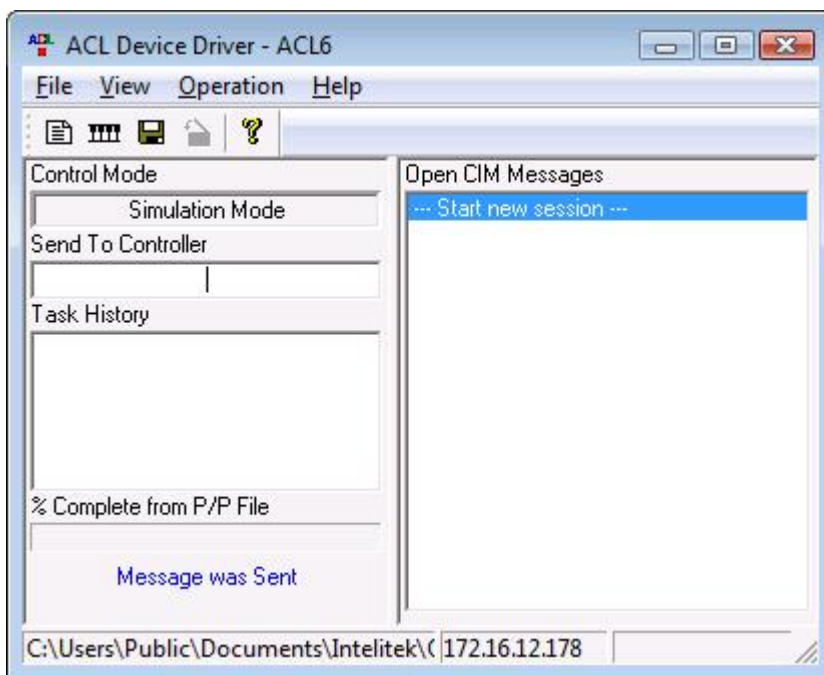 ACL Device Driver - ACL6
File View Operation Help
Control Mode
Simulation Mode
Send To Controller
Task History
% Complete from P/P File
Message was Sent
Open CIM Messages
--- Start new session ---
C:\Users\Public\Documents\Intelitek\( 172.16.12.178